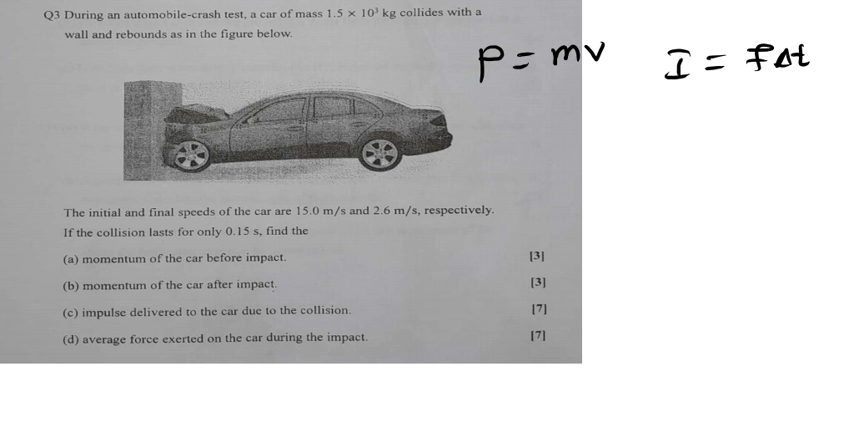 Q3 During an automobile-crash test, a car of mass 1.5 × 10³ kg collides with a
wall and rebounds as in the figure below.
P = mv
I = FΔt
The initial and final speeds of the car are 15.0 m/s and 2.6 m/s, respectively.
If the collision lasts for only 0.15 s, find the
(a) momentum of the car before impact. [3]
(b) momentum of the car after impact. [3]
(c) impulse delivered to the car due to the collision. [7]
(d) average force exerted on the car during the impact. [7]